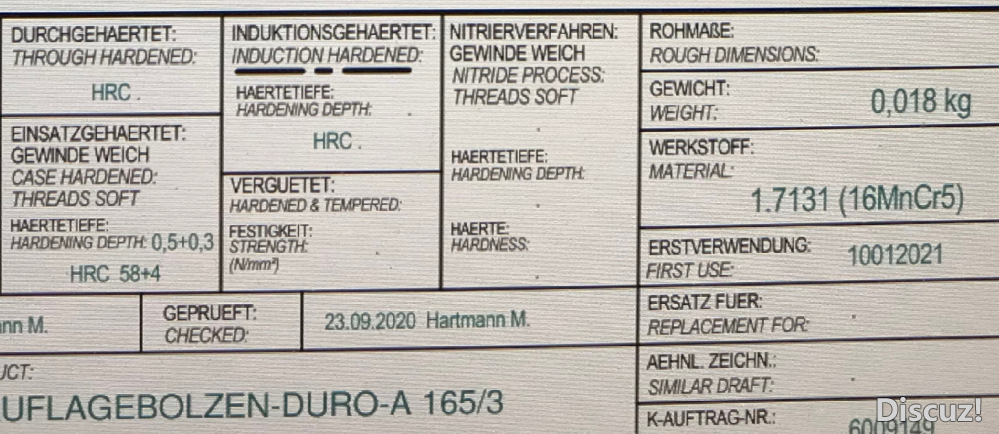 DURCHGEHAERTET:
THROUGH HARDENED:
HRC .
EINSATZGEHAERTET:
GEWINDE WEICH
CASE HARDENED:
THREADS SOFT
HAERTETIEFE:
HARDENING DEPTH: 0,5+0,3
HRC 58+4
INDUKTIONSGEHAERTET:
INDUCTION HARDENED:
HAERTETIEFE:
HARDENING DEPTH:
HRC .
VERGUETET:
HARDENED & TEMPERED:
FESTIGKEIT:
STRENGTH:
(N/mm²)
NITRIERVERFAHREN:
GEWINDE WEICH
NITRIDE PROCESS:
THREADS SOFT
HAERTETIEFE:
HARDENING DEPTH:
HAERTE:
HARDNESS:
ROHMAßE:
ROUGH DIMENSIONS:
GEWICHT:
WEIGHT:
0,018 kg
WERKSTOFF:
MATERIAL:
1.7131 (16MnCr5)
ERSTVERWENDUNG:
FIRST USE:
10012021
ERSATZ FUER:
REPLACEMENT FOR:
AEHNL. ZEICHN.:
SIMILAR DRAFT:
K-AUFTRAG-NR.:
6009149
M.
GEPRUEFT:
CHECKED:
23.09.2020 Hartmann M.
UFLAGEBOLZEN-DURO-A 165/3
Discuz!